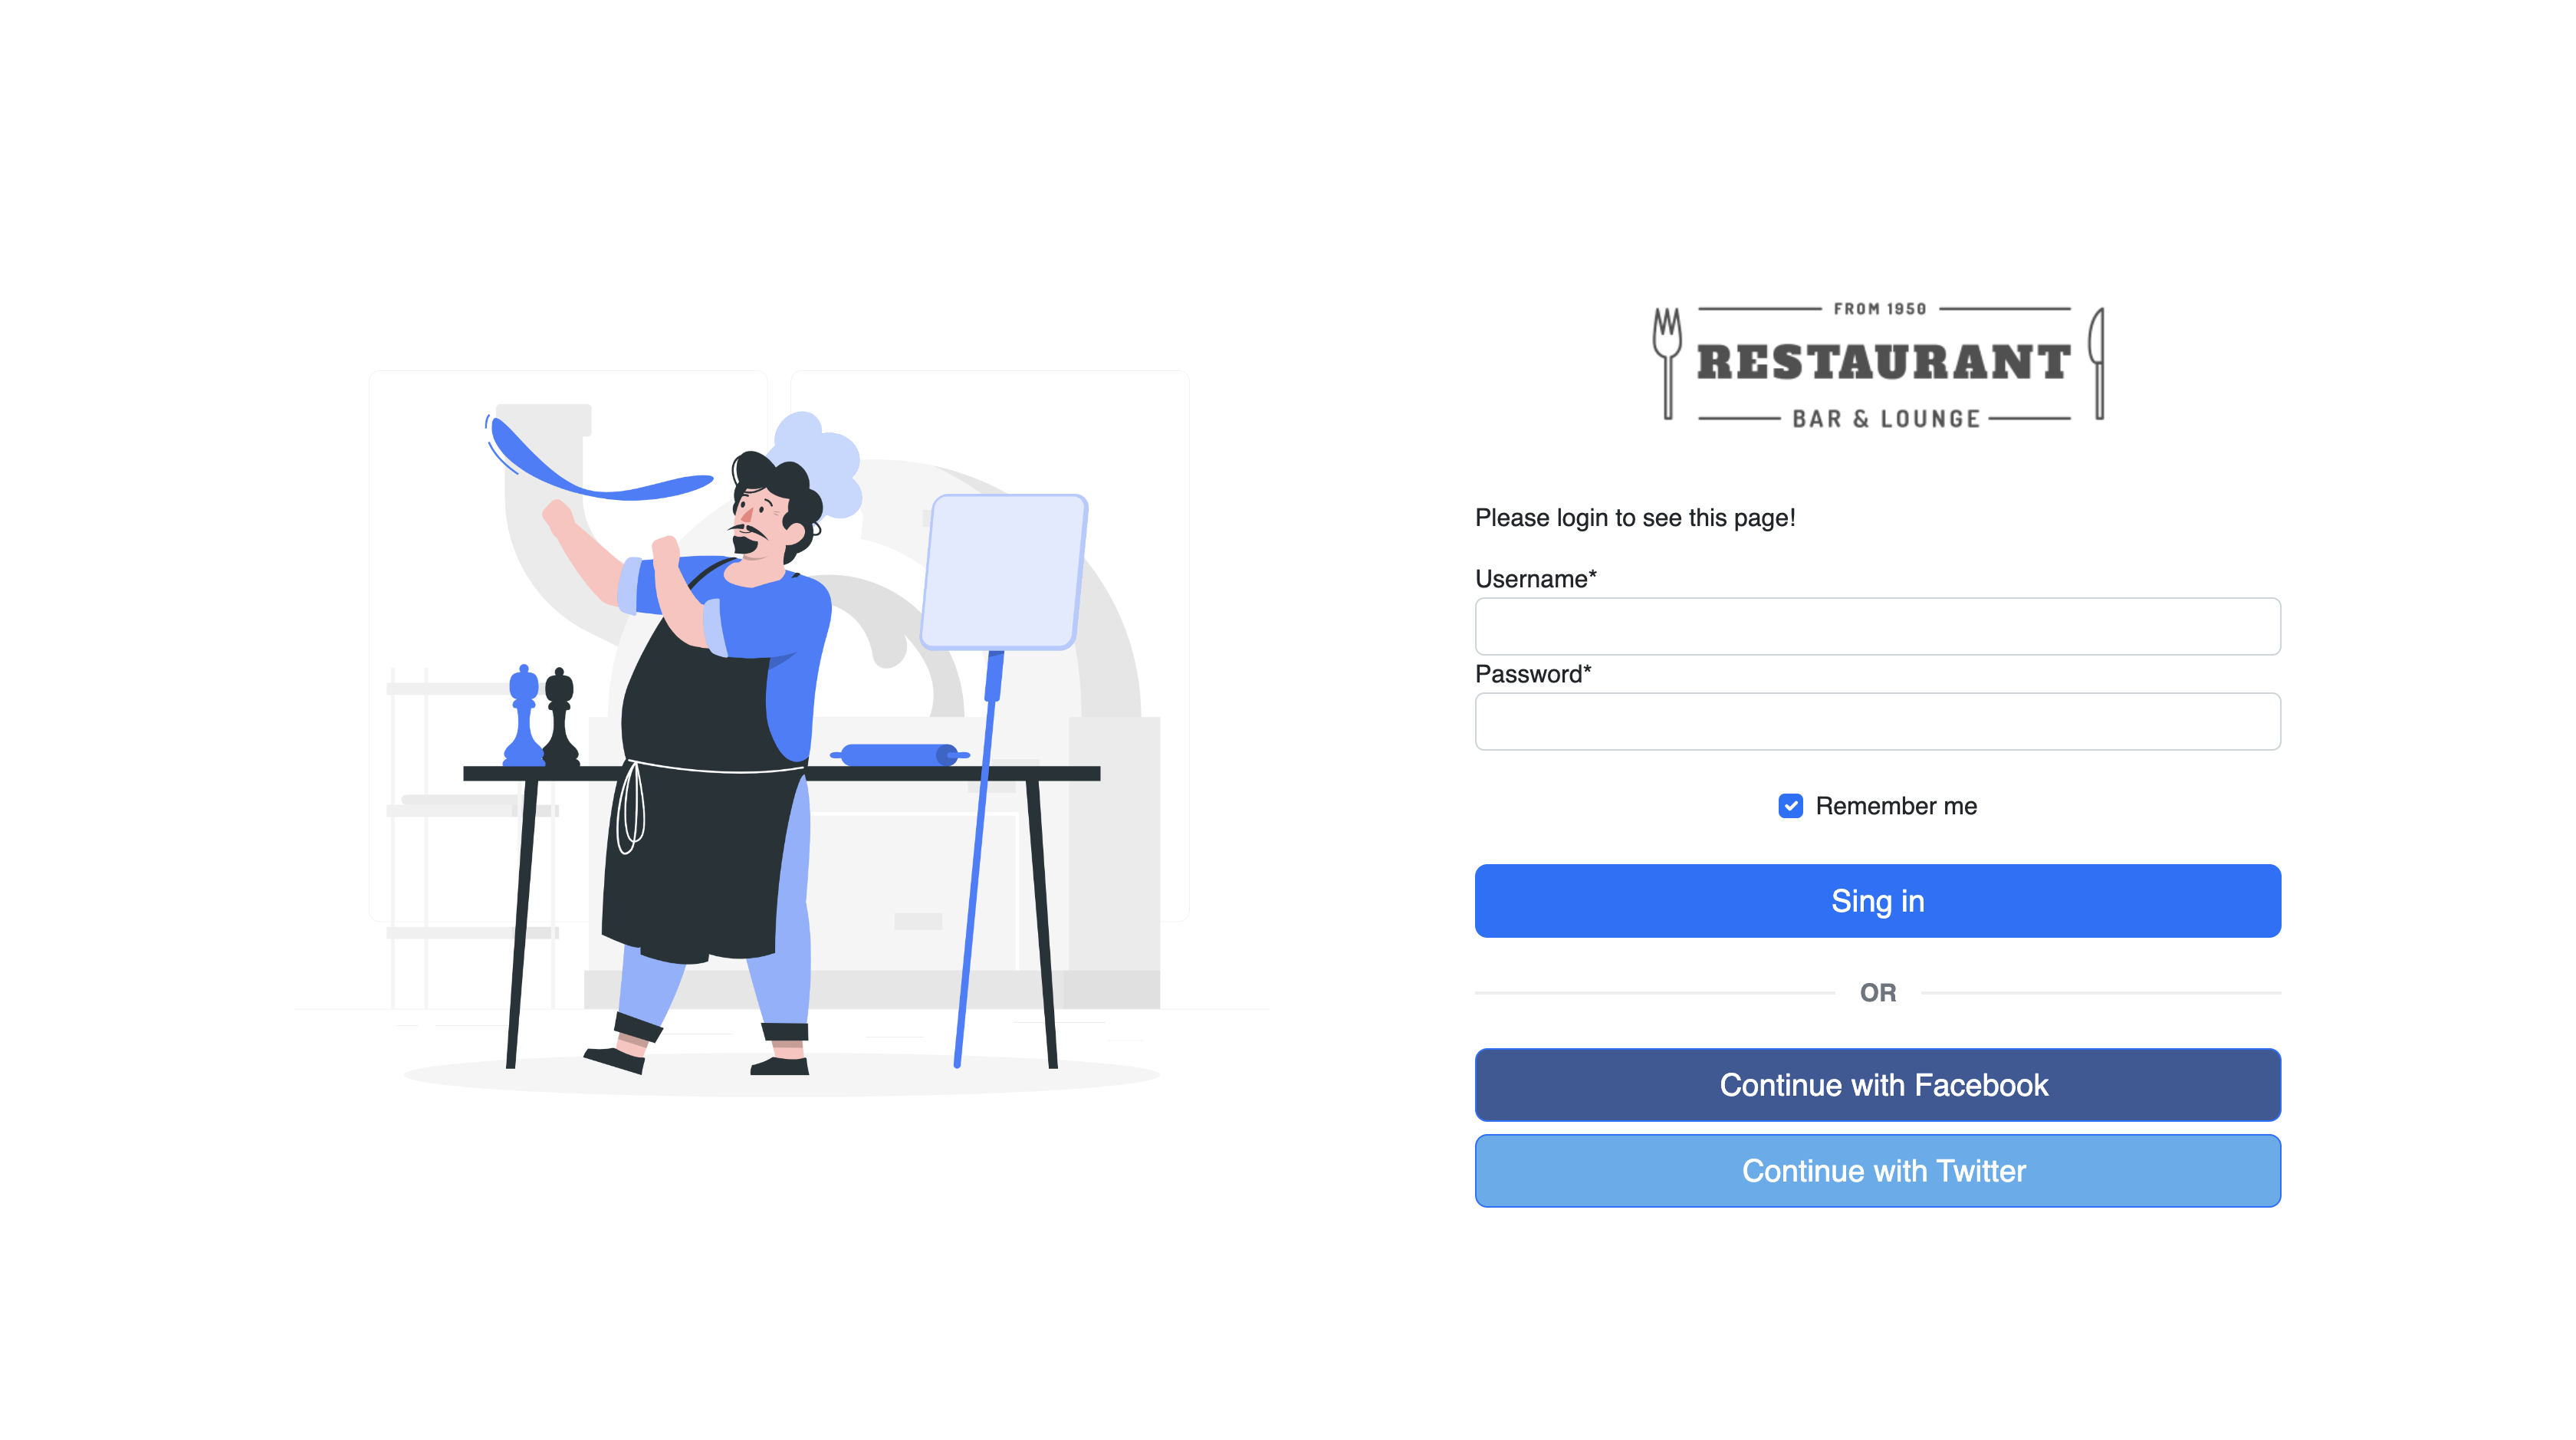 FROM 1950
RESTAURANT
BAR & LOUNGE
Please login to see this page!
Username*
Password*
Remember me
Sing in
OR
Continue with Facebook
Continue with Twitter